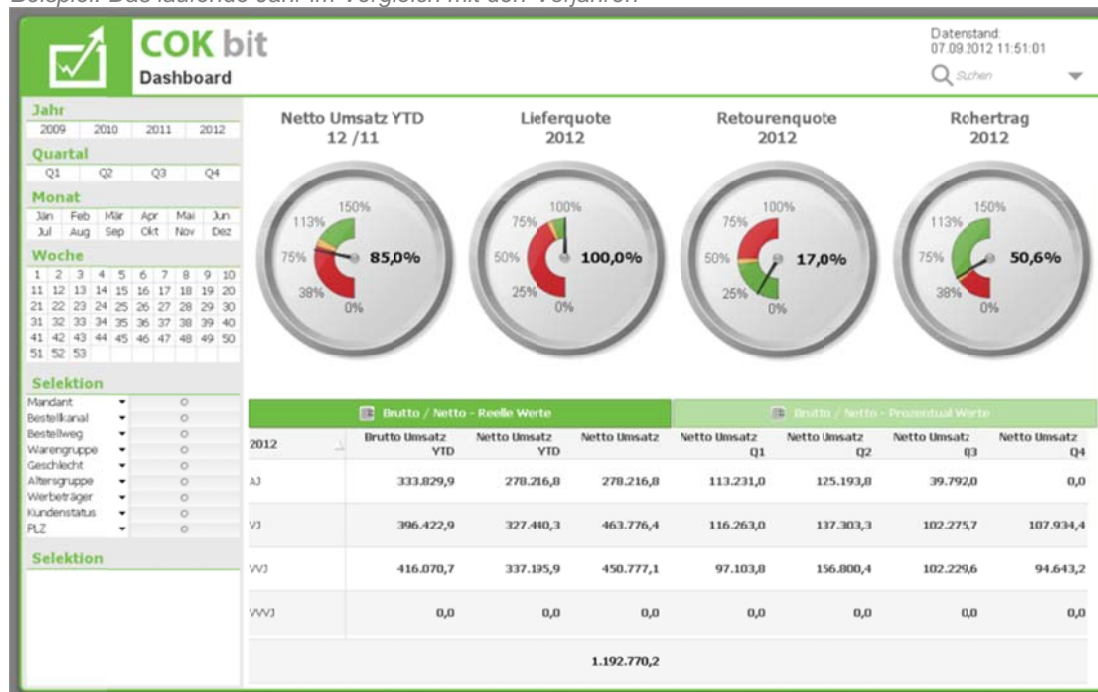 Beispiel: Das laufende Jahr im Vergleich mit den Vorjahren
COK bit
Dashboard
Datenstand:
07.09.2012 11:51:01
Suchen
Jahr
2009 2010 2011 2012
Quartal
Q1 Q2 Q3 Q4
Monat
Jän Feb Mär Apr Mai Jun
Jul Aug Sep Okt Nov Dez
Woche
1 2 3 4 5 6 7 8 9 10
11 12 13 14 15 16 17 18 19 20
21 22 23 24 25 26 27 28 29 30
31 32 33 34 35 36 37 38 39 40
41 42 43 44 45 46 47 48 49 50
51 52 53
Selektion
Mandant
Bestellkanal
Bestellweg
Warengruppe
Geschlecht
Altersgruppe
Werbeträger
Kundenstatus
PLZ
Selektion
Netto Umsatz YTD
12 /11
150%
113%
75%
38%
0%
85,0%
Lieferquote
2012
100%
75%
50%
25%
0%
100,0%
Retourenquote
2012
100%
75%
50%
25%
0%
17,0%
Rohertrag
2012
150%
113%
75%
38%
0%
50,6%
Brutto / Netto - Reelle Werte
Brutto / Netto - Prozentual Werte
2012 Brutto Umsatz YTD Netto Umsatz YTD Netto Umsatz Netto Umsatz Q1 Netto Umsatz Q2 Netto Umsatz Q3 Netto Umsatz Q4
AJ 333.829,9 278.216,8 278.216,8 113.231,0 125.193,8 39.792,0 0,0
VJ 396.422,9 463.776,4 116.263,0 137.303,3 102.275,7 107.934,4
VVJ 416.070,7 337.195,9 450.777,1 97.103,8 156.800,4 102.229,6 94.643,2
VVVJ 0,0 0,0 0,0 0,0 0,0 0,0 0,0
1.192.770,2